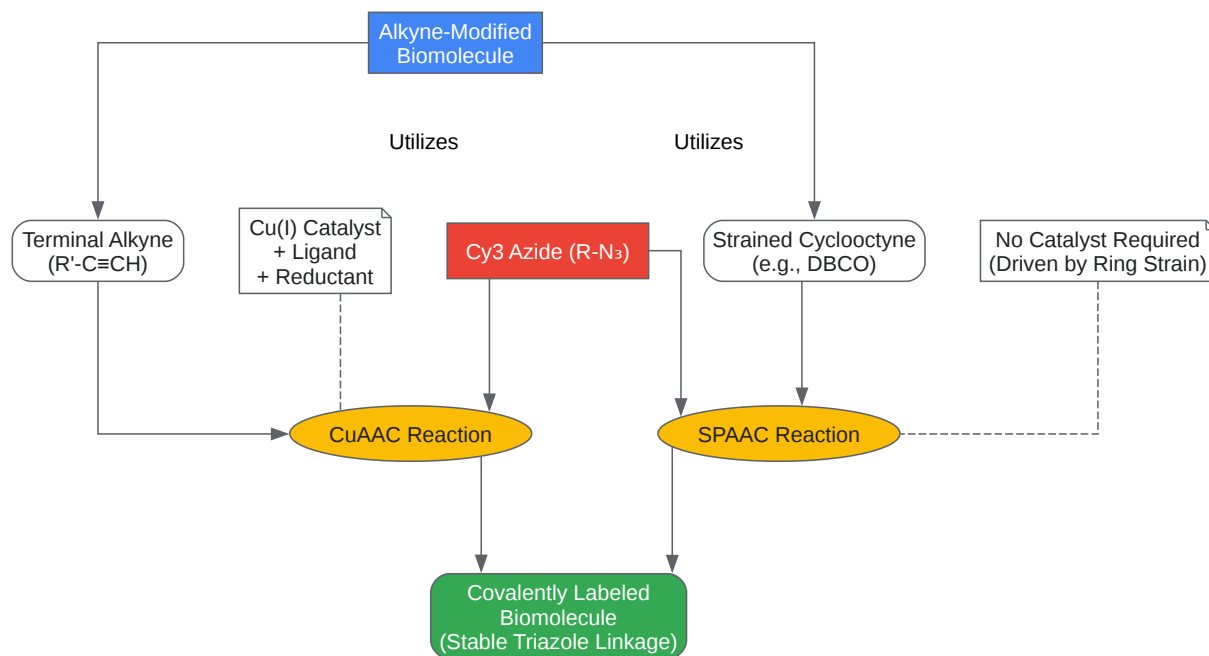 Alkyne-Modified
Biomolecule
Utilizes
Utilizes
Terminal Alkyne
(R'-C≡CH)
Cu(I) Catalyst
+ Ligand
+ Reductant
Cy3 Azide (R-N₃)
Strained Cyclooctyne
(e.g., DBCO)
No Catalyst Required
(Driven by Ring Strain)
CuAAC Reaction
SPAAC Reaction
Covalently Labeled
Biomolecule
(Stable Triazole Linkage)